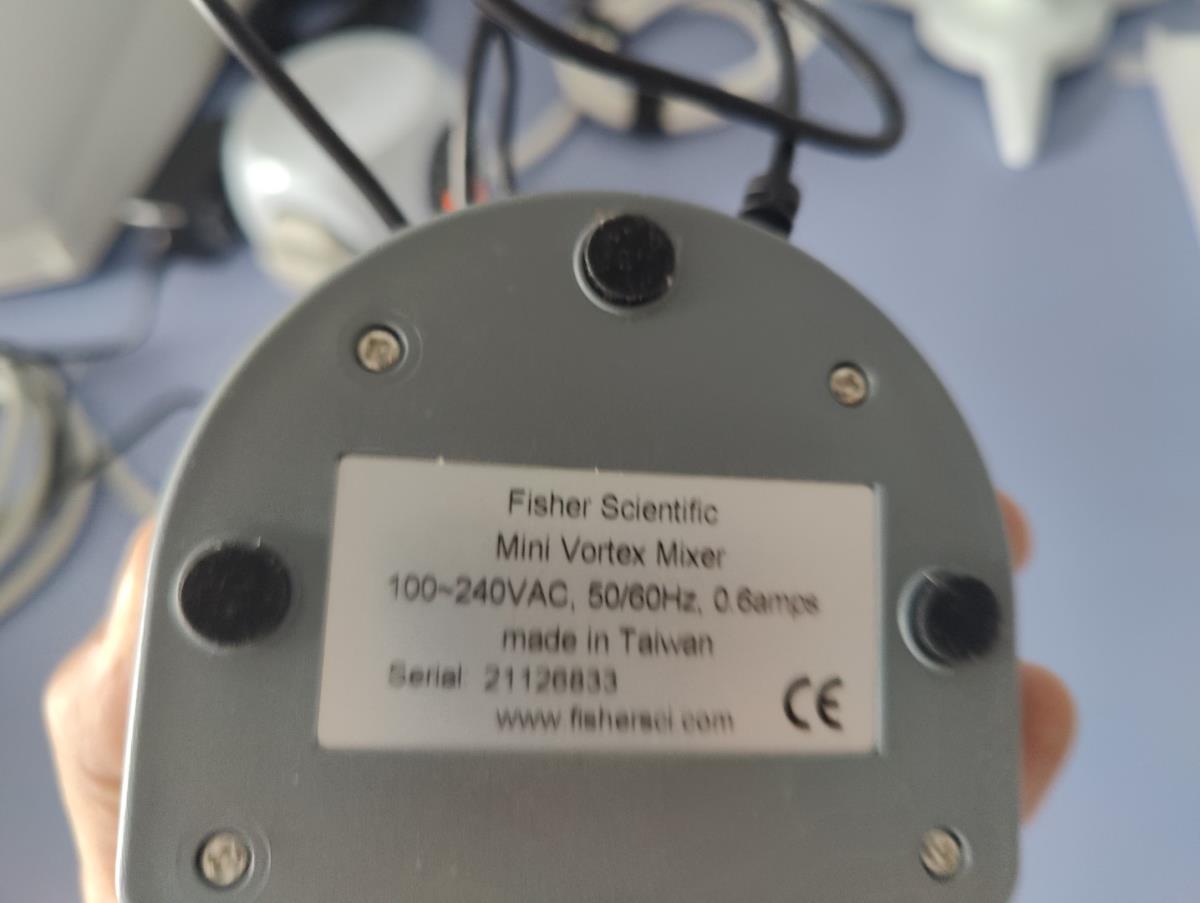 Fisher Scientific
Mini Vortex Mixer
100~240VAC, 50/60Hz, 0.6amps
made in Taiwan
Serial: 21126833
www.fishersci.com
CE